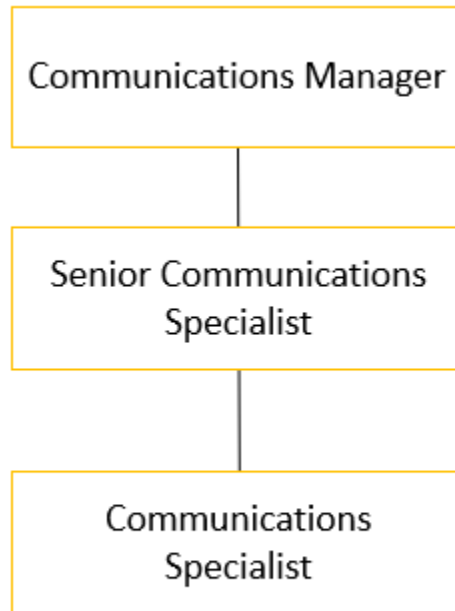 Communications Manager
Senior Communications
Specialist
Communications
Specialist